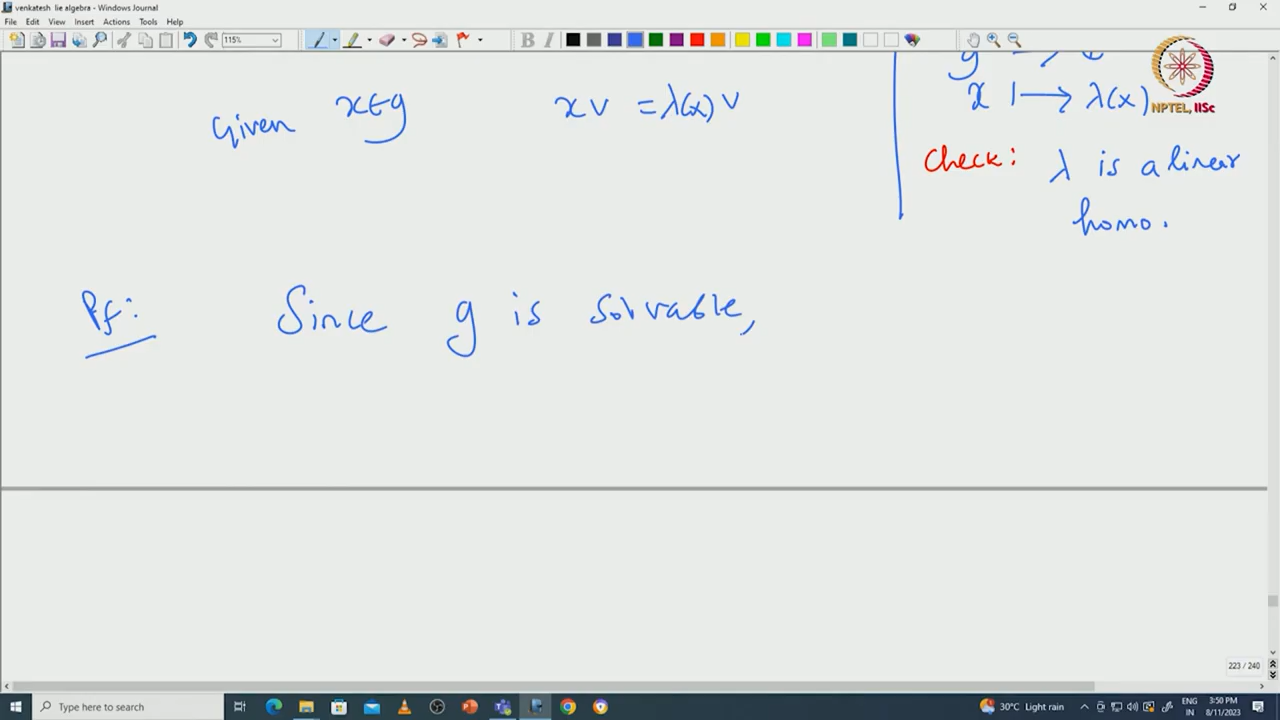 venkatesh lie algebra - Windows Journal
File Edit View Insert Actions Tools Help
115%
B I
NPTEL, IISc
g → ℂ
x ↦ λ(x)
Given x ∈ g xv = λ(x) v
Check: λ is a linear
homo.
Pf: Since g is solvable,
223 / 240
Type here to search
30°C Light rain
ENG
IN
3:50 PM
8/11/2023